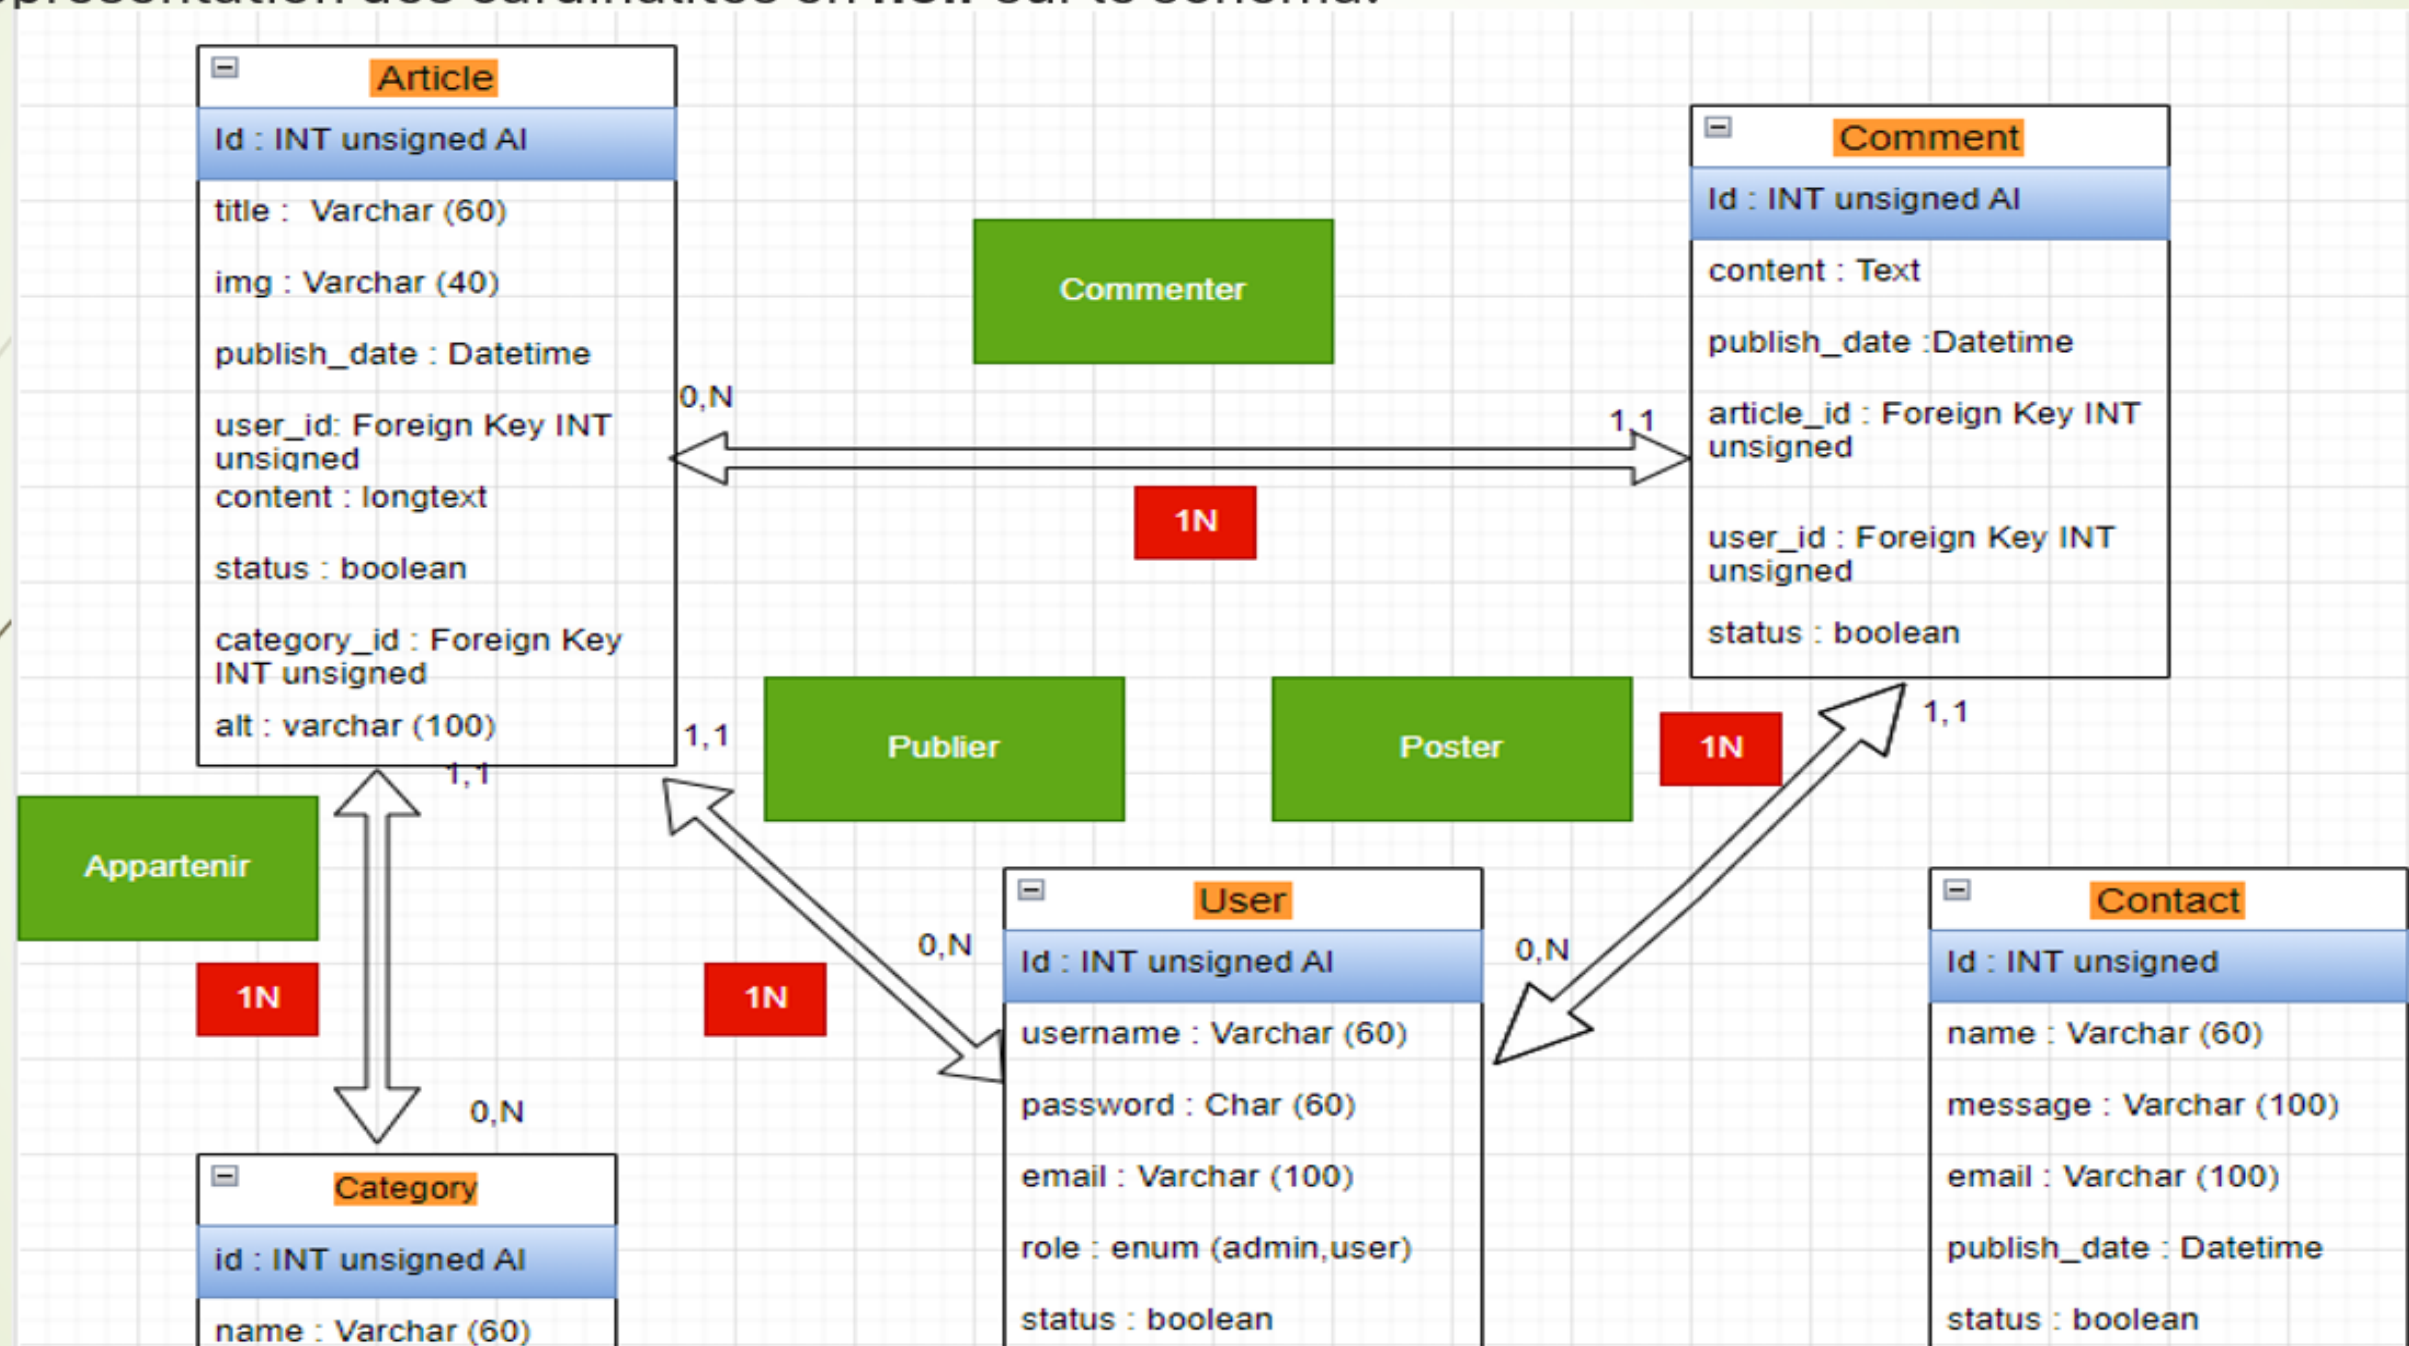 des cardinalités en
sur le schéma.
Article
Id : INT unsigned AI
title : Varchar (60)
img : Varchar (40)
publish_date : Datetime
user_id: Foreign Key INT
unsigned
content : longtext
status : boolean
category_id : Foreign Key
INT unsigned
alt : varchar (100)
Commenter
0,N
1,1
1N
Comment
Id : INT unsigned AI
content : Text
publish_date :Datetime
article_id : Foreign Key INT
unsigned
user_id : Foreign Key INT
unsigned
status : boolean
1,1
1,1
Publier
Poster
1N
1,1
Appartenir
1N
0,N
1N
0,N
0,N
Category
id : INT unsigned AI
name : Varchar (60)
User
Id : INT unsigned AI
username : Varchar (60)
password : Char (60)
email : Varchar (100)
role : enum (admin,user)
status : boolean
Contact
Id : INT unsigned
name : Varchar (60)
message : Varchar (100)
email : Varchar (100)
publish_date : Datetime
status : boolean